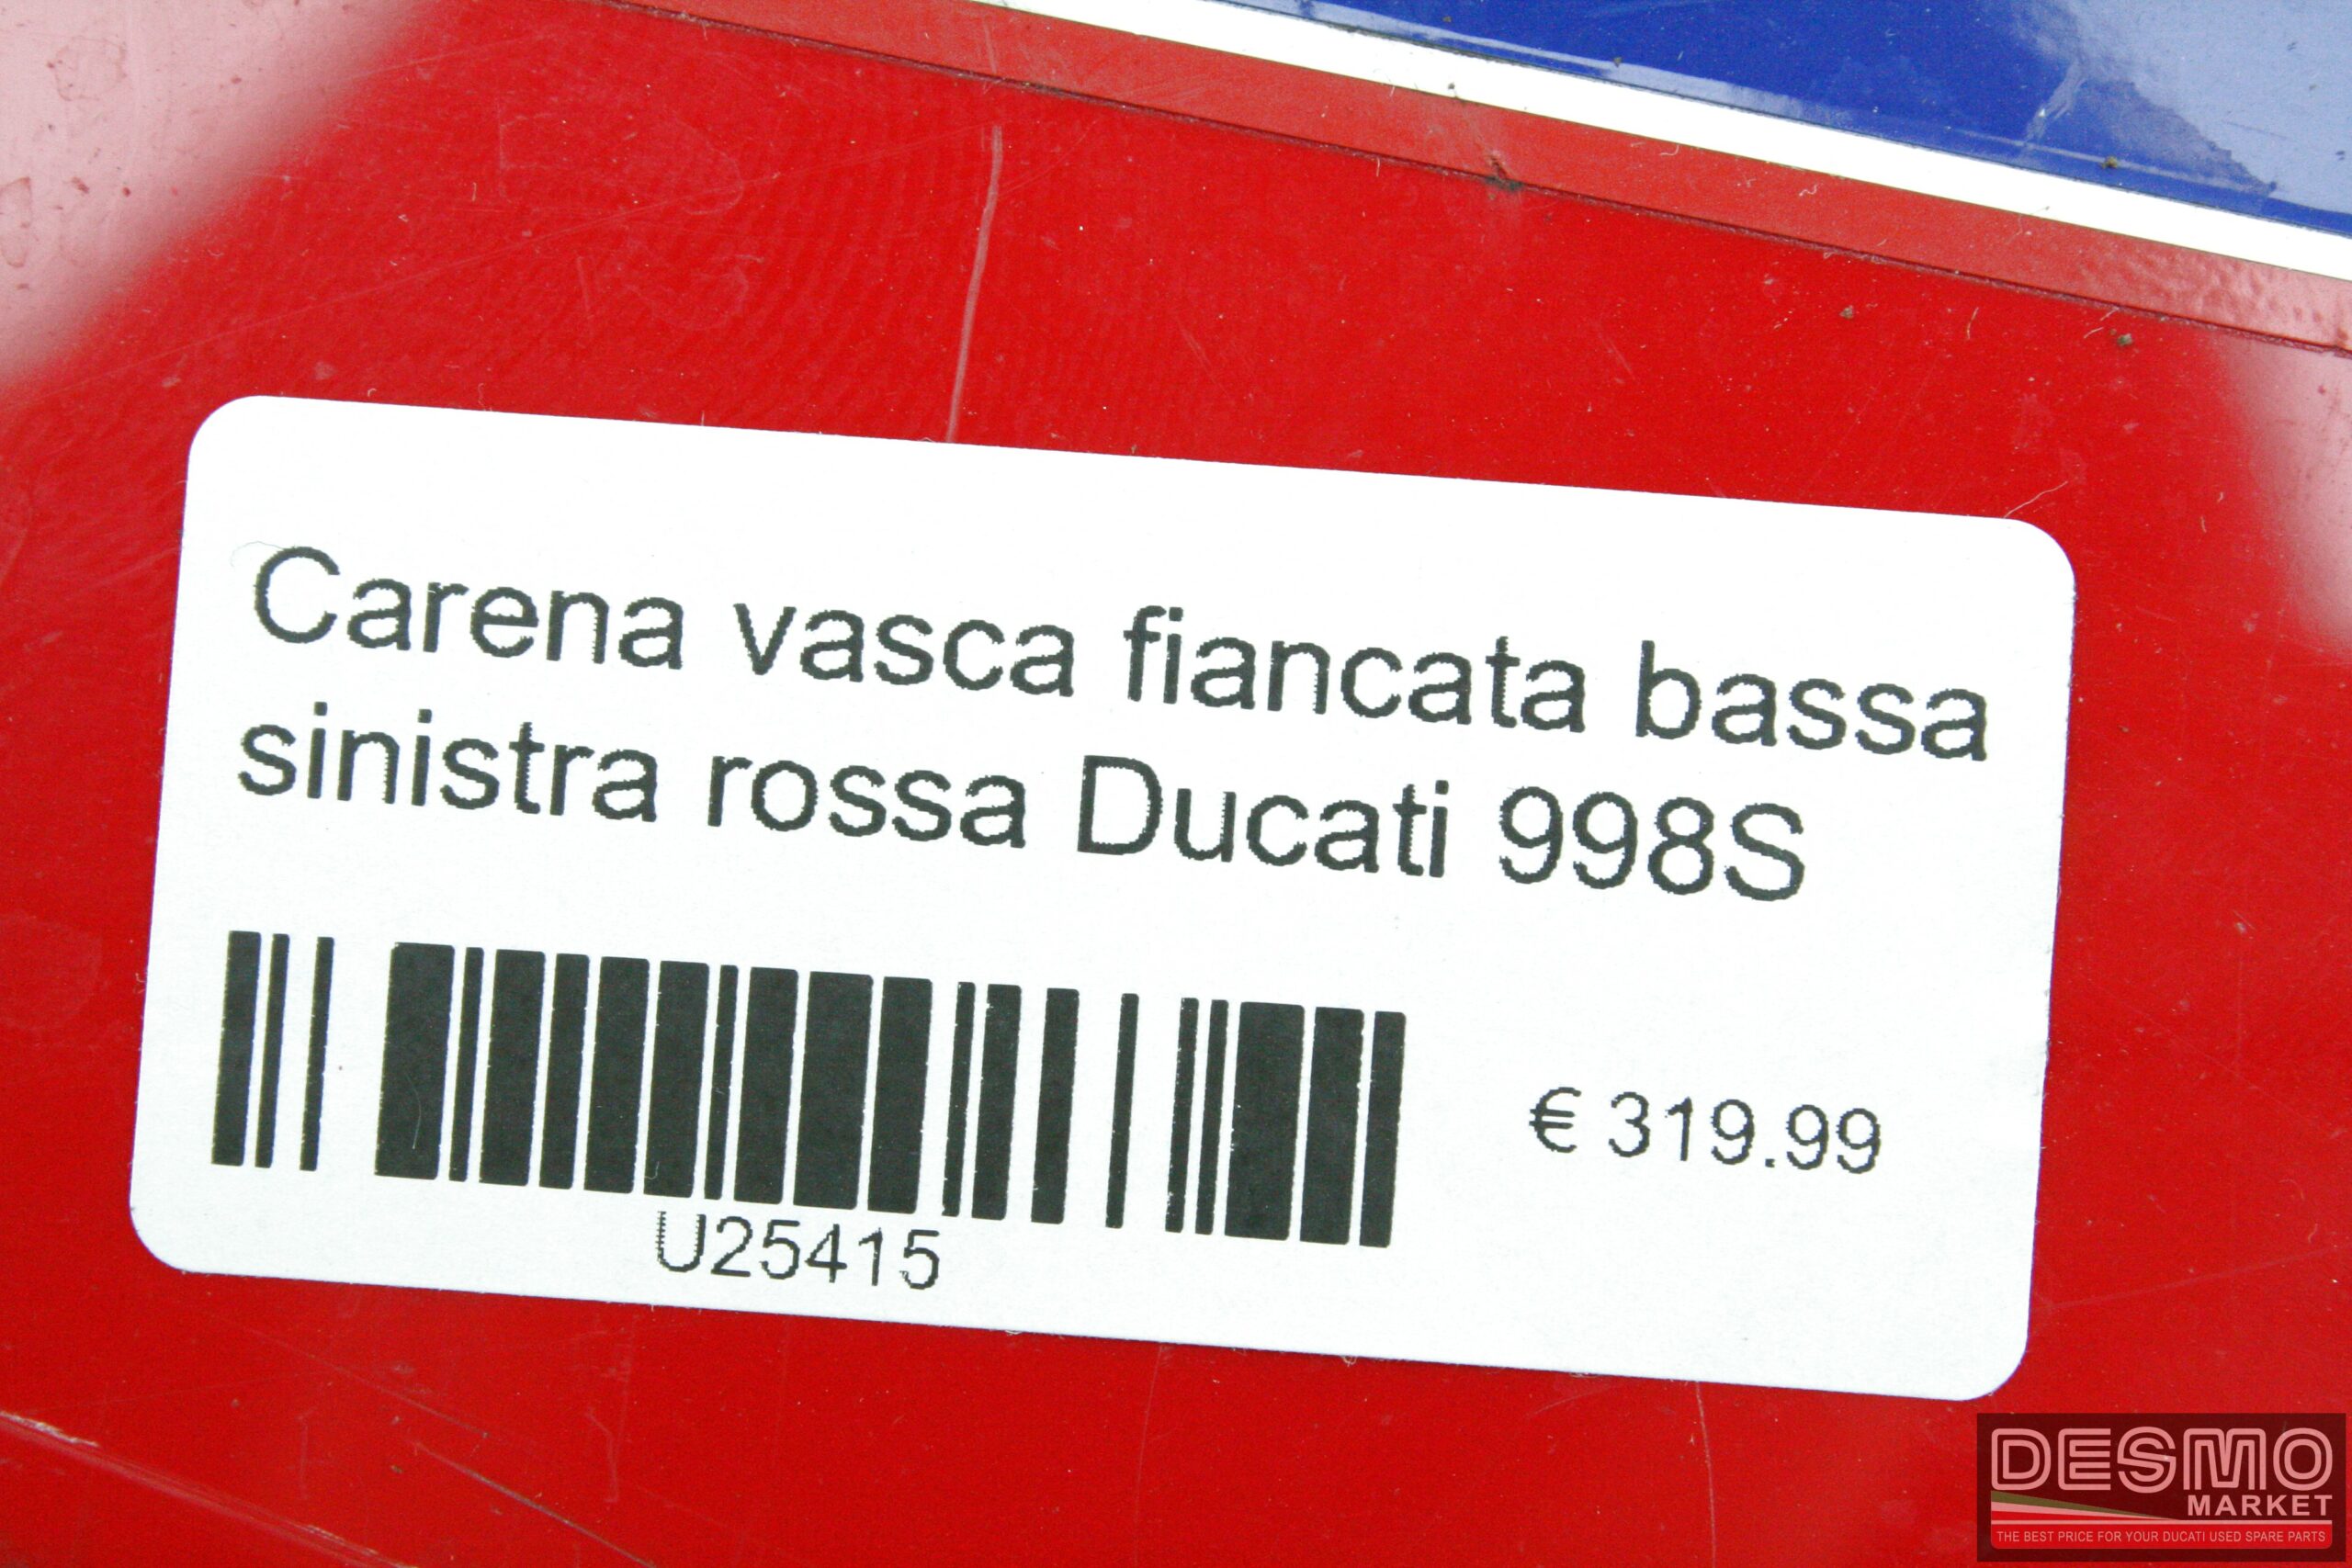 Carena vasca fiancata bassa
sinistra rossa Ducati 998S
€ 319.99
U25415
DESMO
MARKET
THE BEST PRICE FOR YOUR DUCATI USED SPARE PARTS